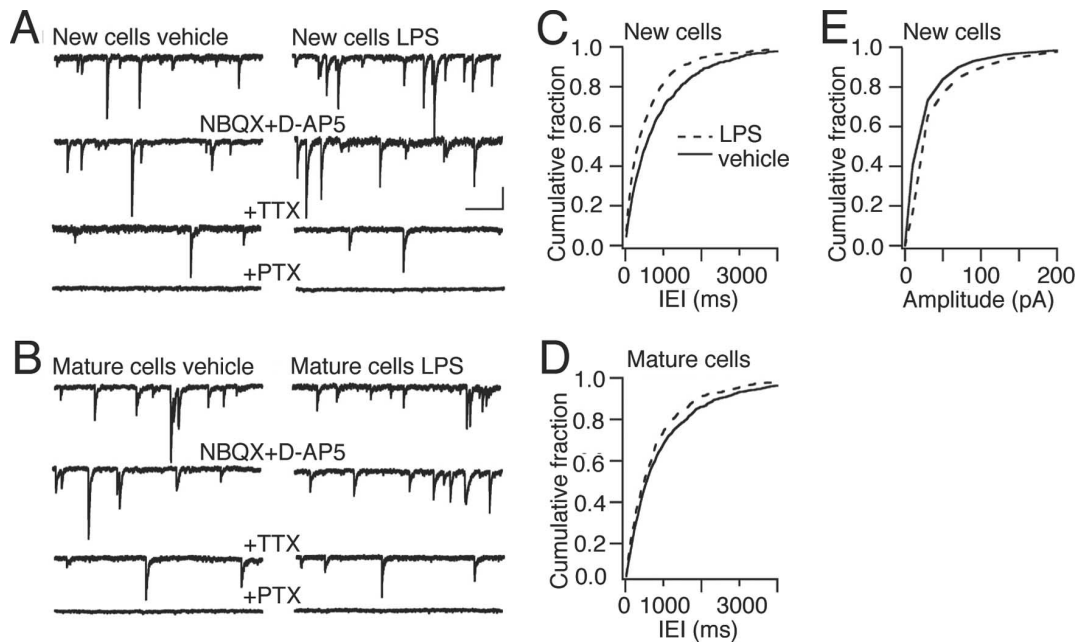 A
New cells vehicle
New cells LPS
NBQX+D-AP5
+TTX
+PTX
B
Mature cells vehicle
Mature cells LPS
NBQX+D-AP5
+TTX
+PTX
C
New cells
Cumulative fraction
1.0
0.8
0.6
0.4
0.2
0.0
LPS
vehicle
0 1000 3000
IEI (ms)
D
Mature cells
Cumulative fraction
1.0
0.8
0.6
0.4
0.2
0.0
0 1000 3000
IEI (ms)
E
New cells
Cumulative fraction
1.0
0.8
0.6
0.4
0.2
0.0
0 100 200
Amplitude (pA)